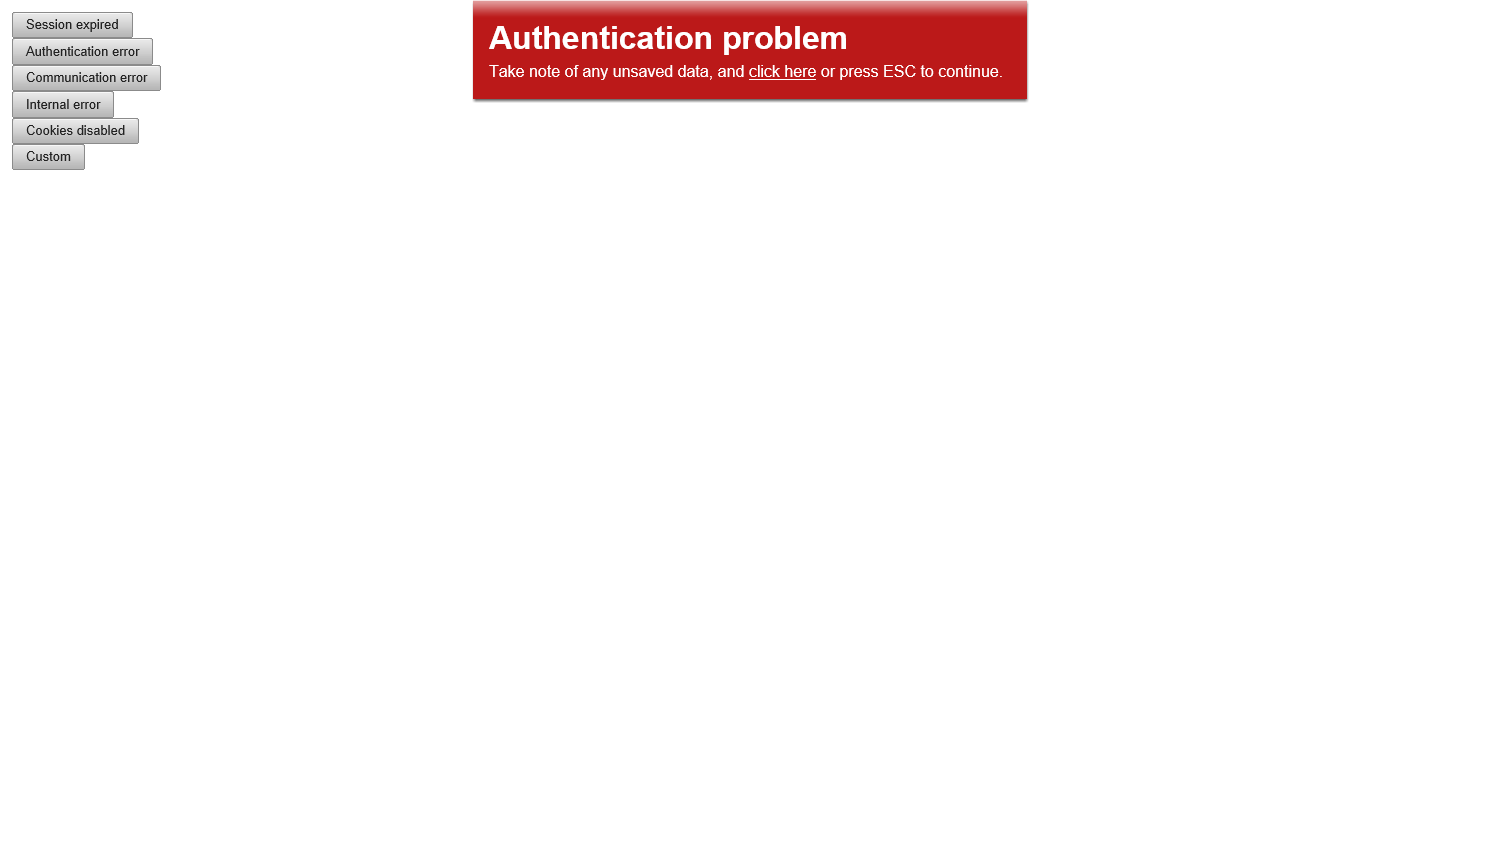 Session expired
Authentication error
Communication error
Internal error
Cookies disabled
Custom
Authentication problem
Take note of any unsaved data, and click here or press ESC to continue.